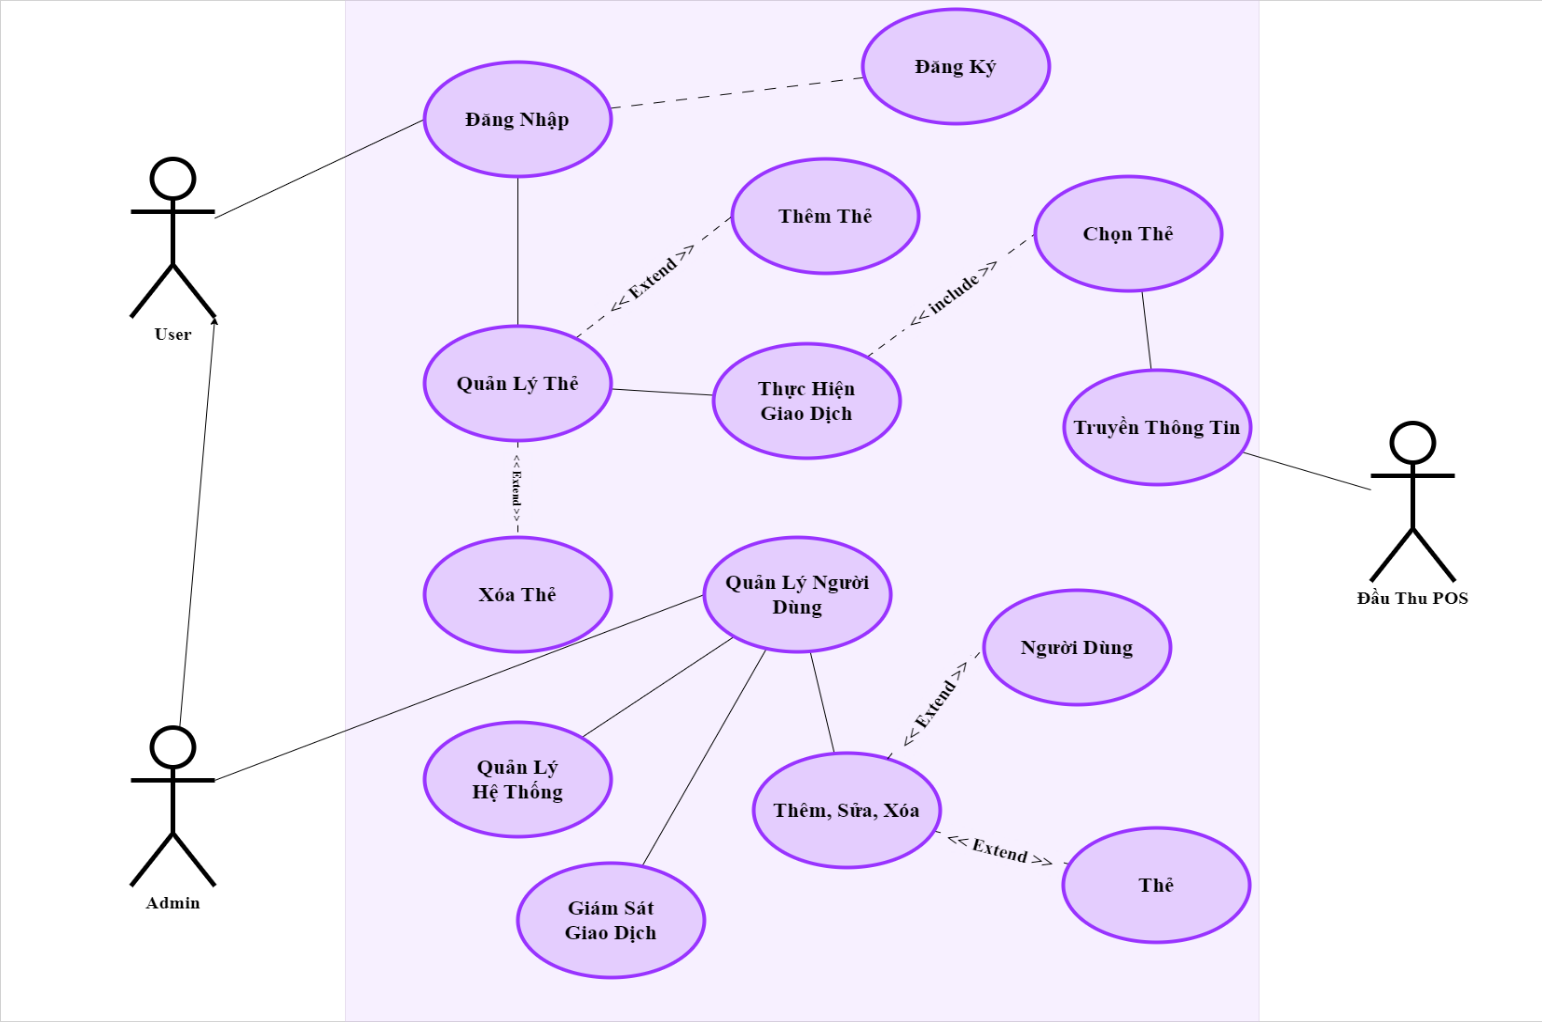 Đăng Ký
Đăng Nhập
Thêm Thẻ
Chọn Thẻ
<< Extend >>
<< include >>
User
Quản Lý Thẻ
Thực Hiện
Giao Dịch
Truyền Thông Tin
<<Extend>>
Xóa Thẻ
Quản Lý Người
Dùng
Đầu Thu POS
Người Dùng
<< Extend >>
Quản Lý
Hệ Thống
Thêm, Sửa, Xóa
<< Extend >>
Thẻ
Admin
Giám Sát
Giao Dịch